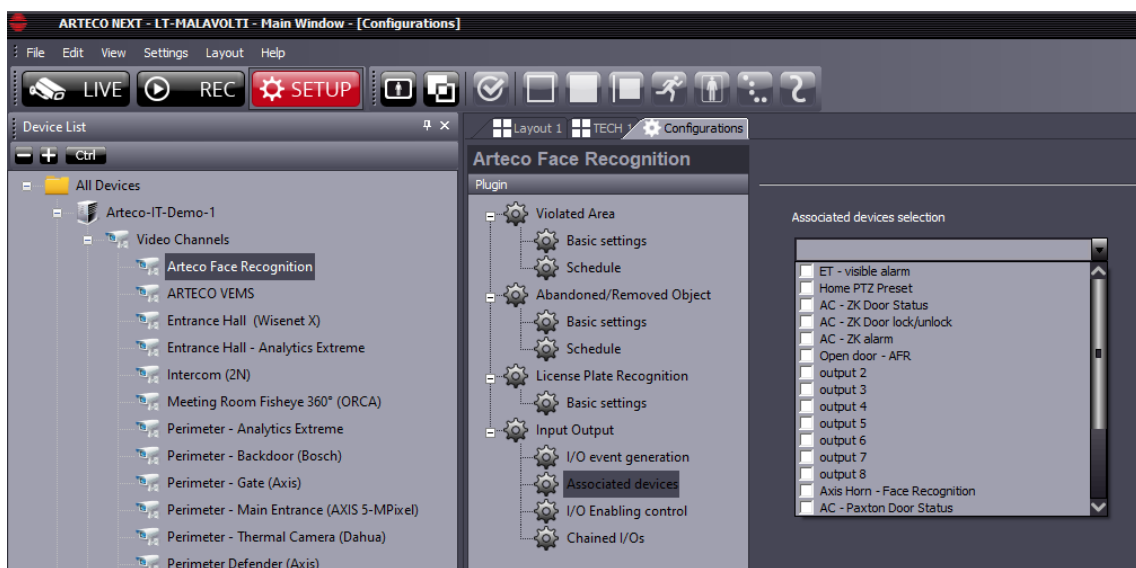 ARTECO NEXT - LT-MALAVOLTI - Main Window - [Configurations]
File Edit View Settings Layout Help
LIVE REC SETUP
Device List
Ctrl
All Devices
Arteco-IT-Demo-1
Video Channels
Arteco Face Recognition
ARTECO VEMS
Entrance Hall (Wisenet X)
Entrance Hall - Analytics Extreme
Intercom (2N)
Meeting Room Fisheye 360° (ORCA)
Perimeter - Analytics Extreme
Perimeter - Backdoor (Bosch)
Perimeter - Gate (Axis)
Perimeter - Main Entrance (AXIS 5-MPixel)
Perimeter - Thermal Camera (Dahua)
Perimeter Defender (Axis)
Layout 1 TECH 1 Configurations
Arteco Face Recognition
Plugin
Violated Area
Basic settings
Schedule
Abandoned/Removed Object
Basic settings
Schedule
License Plate Recognition
Basic settings
Input Output
I/O event generation
Associated devices
I/O Enabling control
Chained I/Os
Associated devices selection
ET - visible alarm
Home PTZ Preset
AC - ZK Door Status
AC - ZK Door lock/unlock
AC - ZK alarm
Open door - AFR
output 2
output 3
output 4
output 5
output 6
output 7
output 8
Axis Horn - Face Recognition
AC - Paxton Door Status